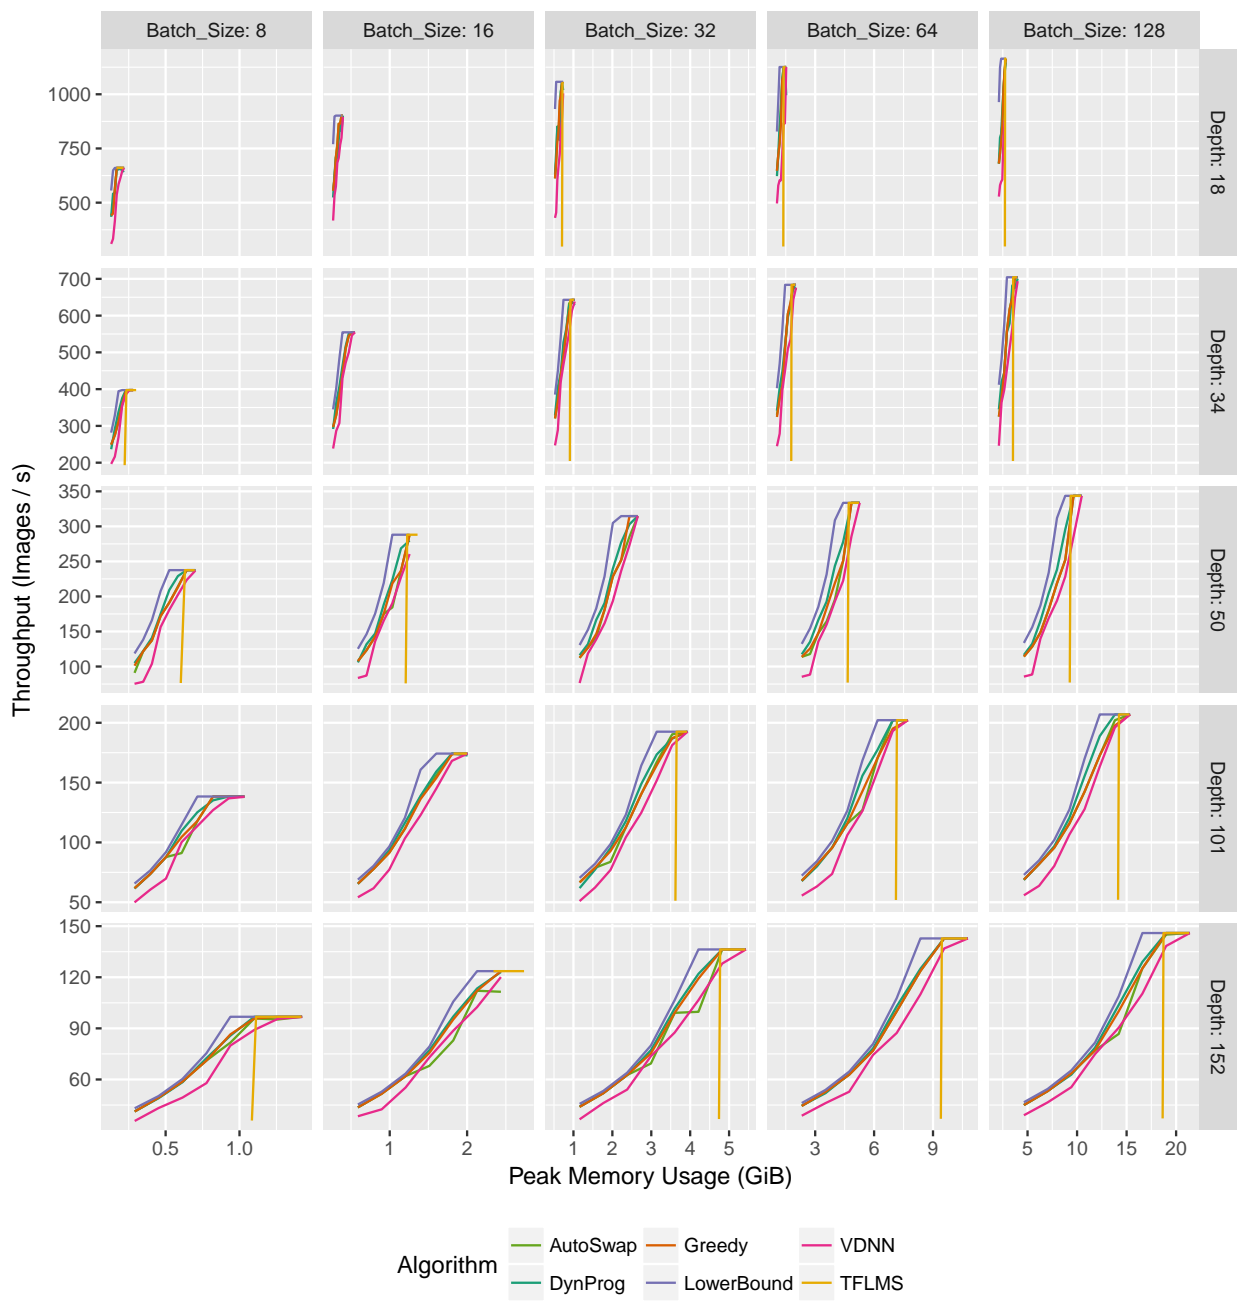 Batch_Size: 8 Batch_Size: 16 Batch_Size: 32 Batch_Size: 64 Batch_Size: 128
1000
750
500
Depth: 18
700
600
500
400
300
200
Depth: 34
350
300
250
200
150
100
Depth: 50
200
150
100
50
Depth: 101
150
120
90
60
Depth: 152
Throughput (Images / s)
0.5 1.0 1 2 1 2 3 4 5 3 6 9 5 10 15 20
Peak Memory Usage (GiB)
Algorithm
AutoSwap Greedy VDNN
DynProg LowerBound TFLMS